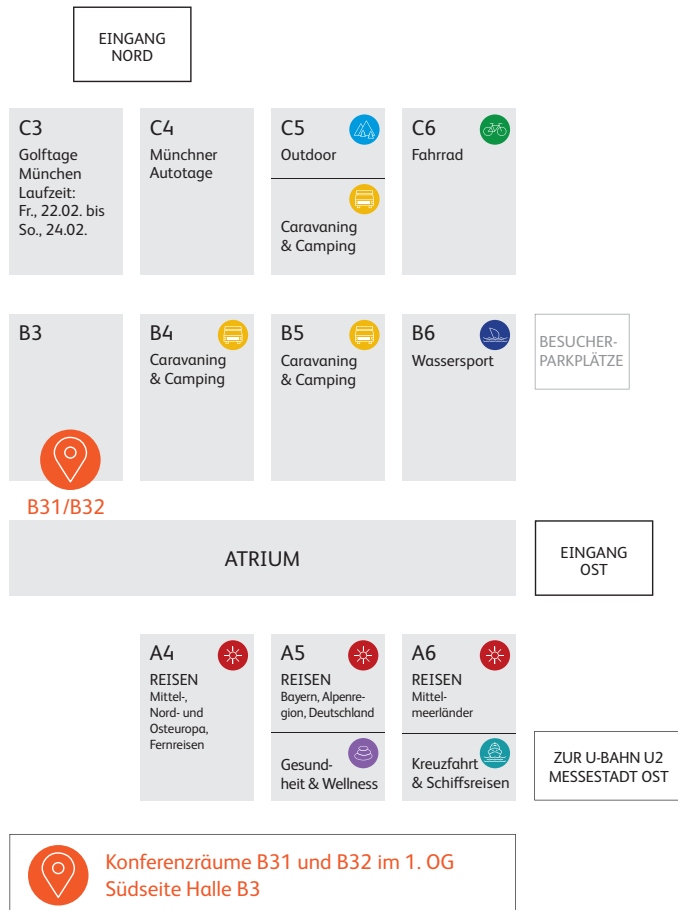 EINGANG
NORD
C3
Golftage
München
Laufzeit:
Fr., 22.02. bis
So., 24.02.
C4
Münchner
Autotage
C5
Outdoor
Caravaning
& Camping
C6
Fahrrad
B3
B31/B32
B4
Caravaning
& Camping
B5
Caravaning
& Camping
B6
Wassersport
BESUCHER-
PARKPLÄTZE
ATRIUM
EINGANG
OST
A4
REISEN
Mittel-,
Nord- und
Osteuropa,
Fernreisen
A5
REISEN
Bayern, Alpenre-
gion, Deutschland
Gesund-
heit & Wellness
A6
REISEN
Mittel-
meerländer
Kreuzfahrt
& Schiffsreisen
ZUR U-BAHN U2
MESSESTADT OST
Konferenzräume B31 und B32 im 1. OG
Südseite Halle B3